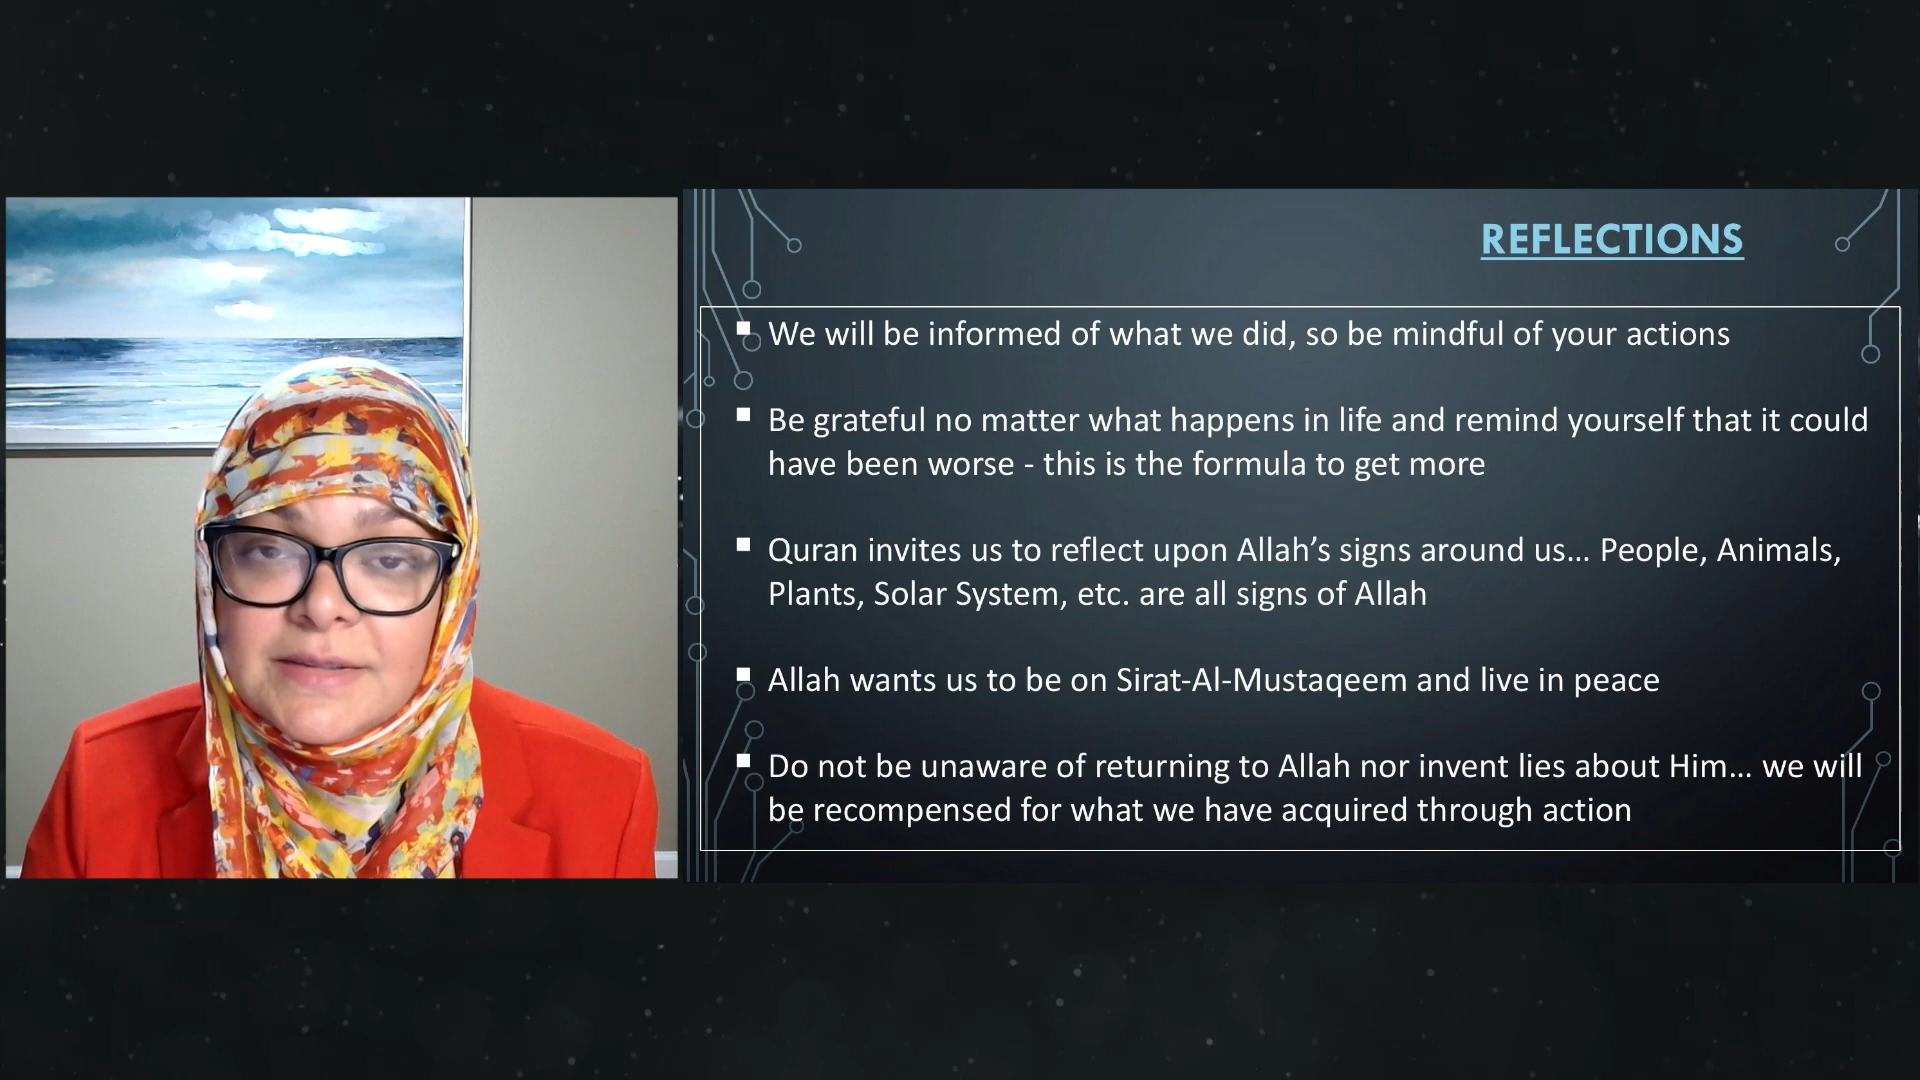 REFLECTIONS
▪ We will be informed of what we did, so be mindful of your actions
▪ Be grateful no matter what happens in life and remind yourself that it could
have been worse - this is the formula to get more
▪ Quran invites us to reflect upon Allah’s signs around us... People, Animals,
Plants, Solar System, etc. are all signs of Allah
▪ Allah wants us to be on Sirat-Al-Mustaqeem and live in peace
▪ Do not be unaware of returning to Allah nor invent lies about Him... we will
be recompensed for what we have acquired through action